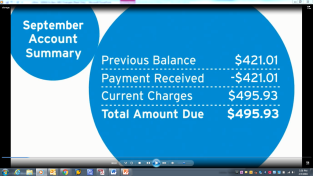 September
Account
Summary
Previous Balance $421.01
Payment Received -$421.01
Current Charges $495.93
Total Amount Due $495.93